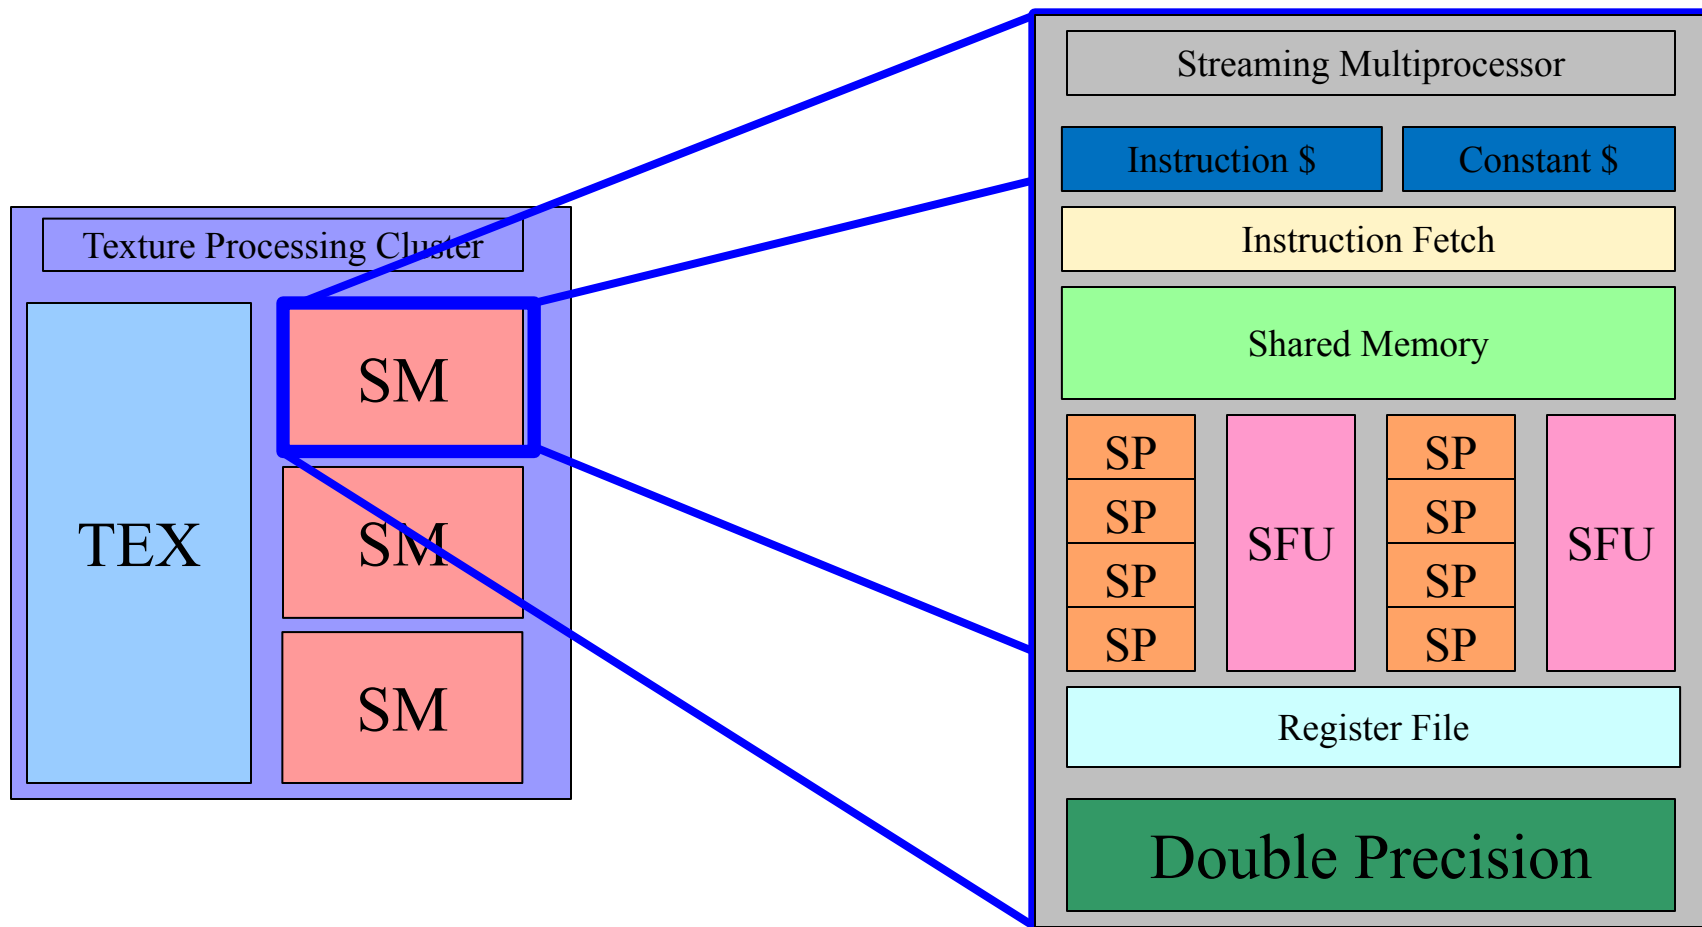 Texture Processing Cluster
TEX
SM
SM
SM
Streaming Multiprocessor
Instruction $
Constant $
Instruction Fetch
Shared Memory
SP
SP
SP
SP
SFU
SP
SP
SP
SP
SFU
Register File
Double Precision